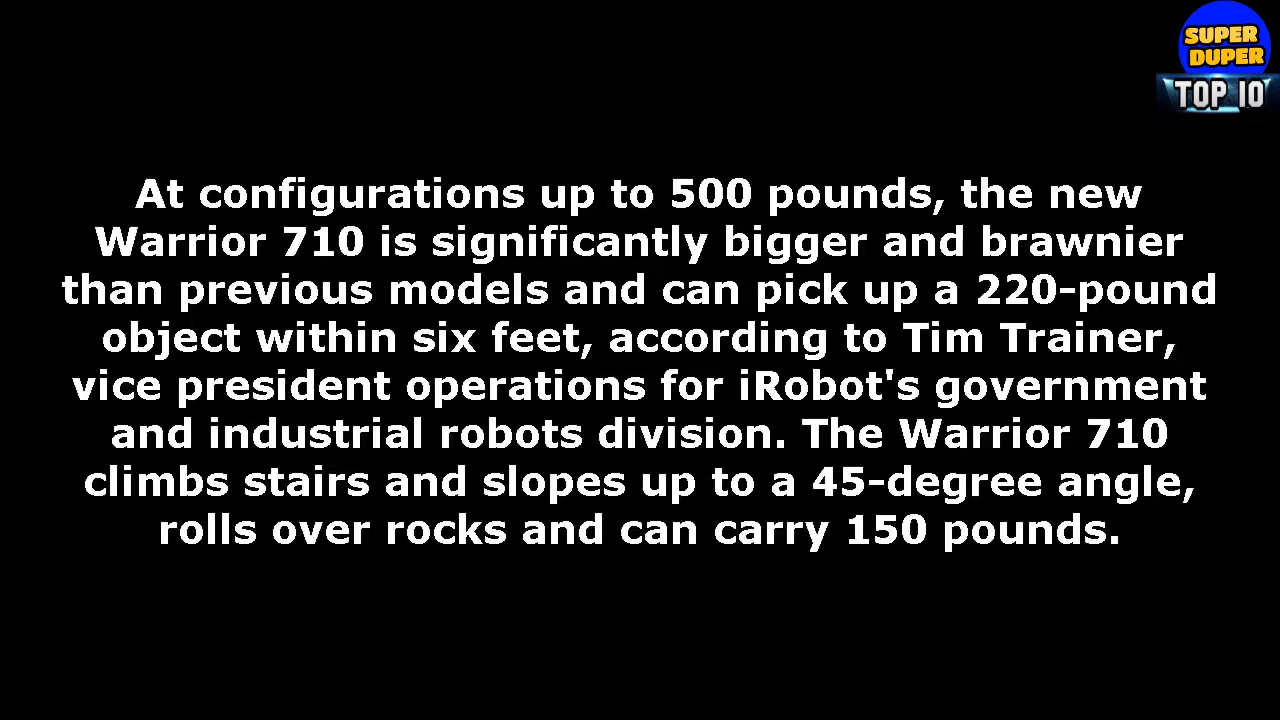 SUPER
DUPER
TOP 10
At configurations up to 500 pounds, the new
Warrior 710 is significantly bigger and brawnier
than previous models and can pick up a 220-pound
object within six feet, according to Tim Trainer,
vice president operations for iRobot's government
and industrial robots division. The Warrior 710
climbs stairs and slopes up to a 45-degree angle,
rolls over rocks and can carry 150 pounds.